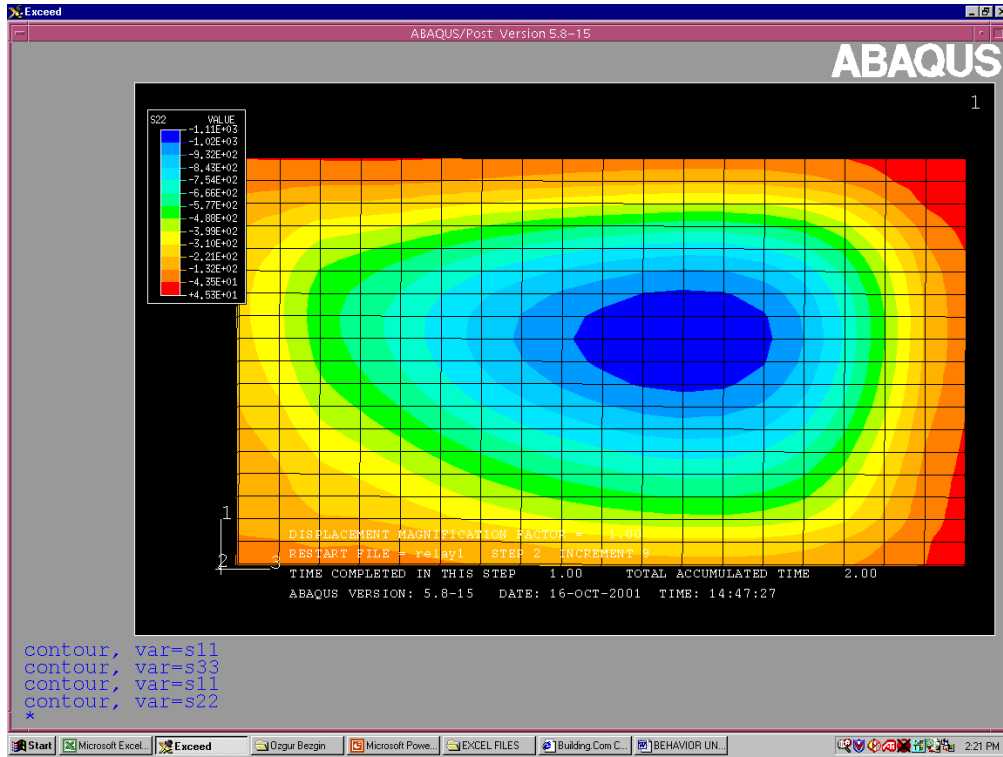 Exceed
ABAQUS/Post Version 5.8-15
ABAQUS
1
S22 VALUE
-1.11E+03
-1.02E+03
-9.32E+02
-8.43E+02
-7.54E+02
-6.66E+02
-5.77E+02
-4.88E+02
-3.99E+02
-3.10E+02
-2.21E+02
-1.32E+02
-4.35E+01
+4.53E+01
1
2 3
DISPLACEMENT MAGNIFICATION FACTOR = 1.00
RESTART FILE = relay1 STEP 2 INCREMENT 9
TIME COMPLETED IN THIS STEP 1.00 TOTAL ACCUMULATED TIME 2.00
ABAQUS VERSION: 5.8-15 DATE: 16-OCT-2001 TIME: 14:47:27
contour, var=s11
contour, var=s33
contour, var=s11
contour, var=s22
*
Start Microsoft Excel... Exceed Ozgur Bezgin Microsoft Powe... EXCEL FILES Building.Com C... BEHAVIOR UN... 2:21 PM